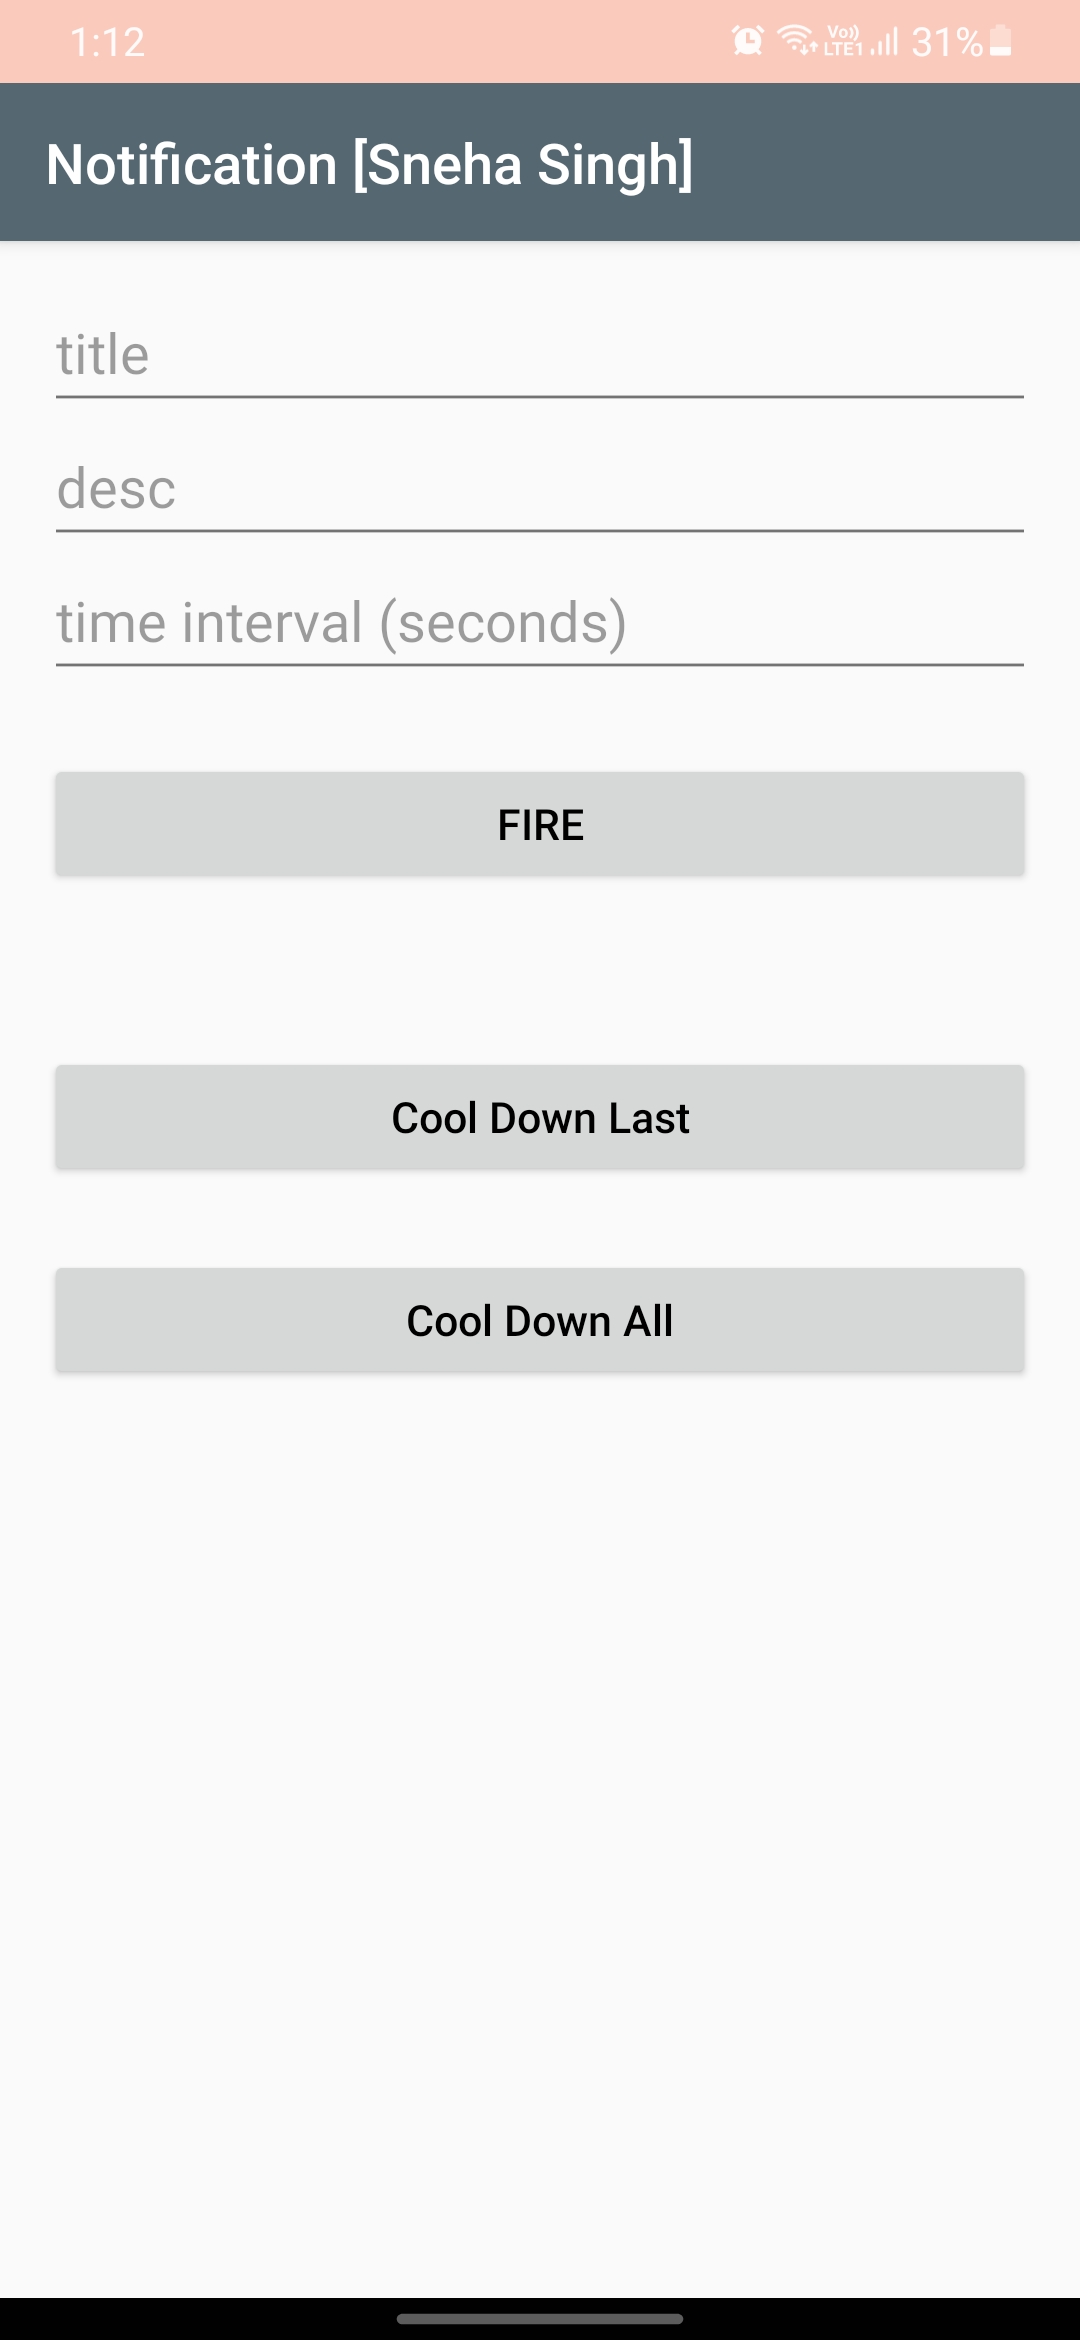 1:12 Vo)) LTE1 31%
Notification [Sneha Singh]
title
desc
time interval (seconds)
FIRE
Cool Down Last
Cool Down All